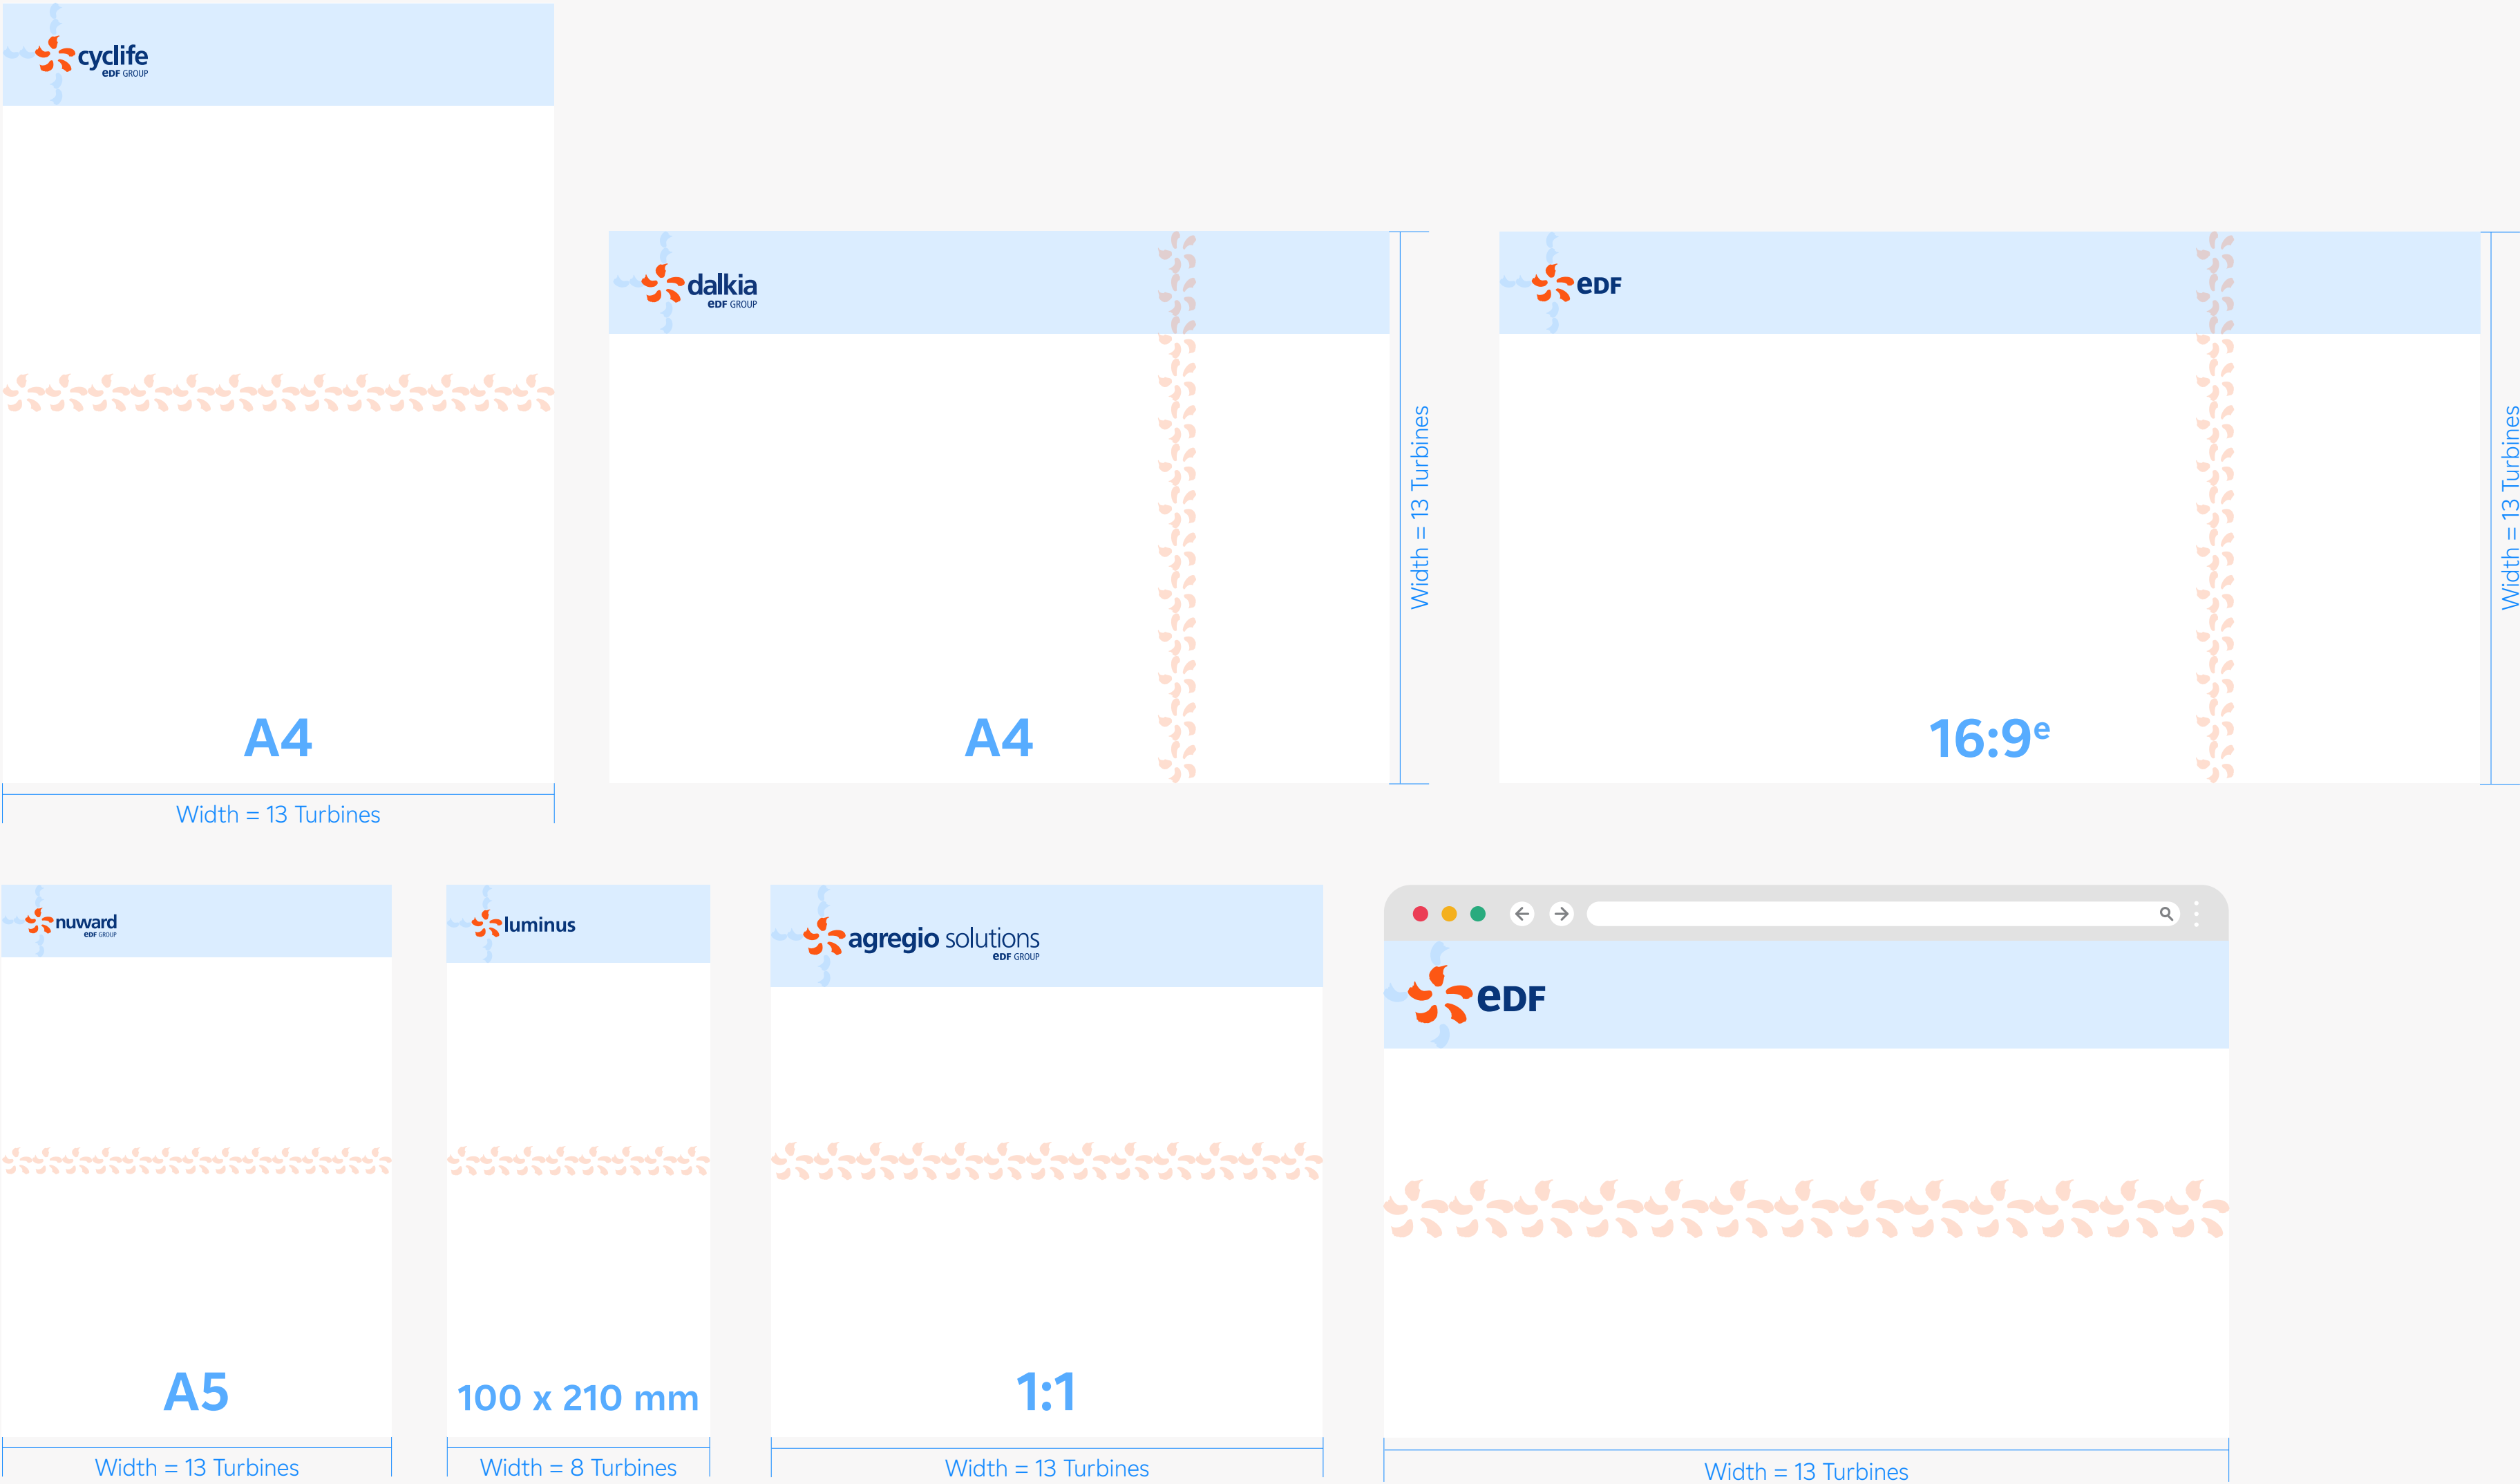 cyclife
eDF GROUP
A4
Width = 13 Turbines
dalkia
eDF GROUP
A4
Width = 13 Turbines
eDF
16:9e
Width = 13 Turbines
nuward
eDF GROUP
A5
Width = 13 Turbines
luminus
100 x 210 mm
Width = 8 Turbines
agregio solutions
eDF GROUP
1:1
Width = 13 Turbines
eDF
Width = 13 Turbines